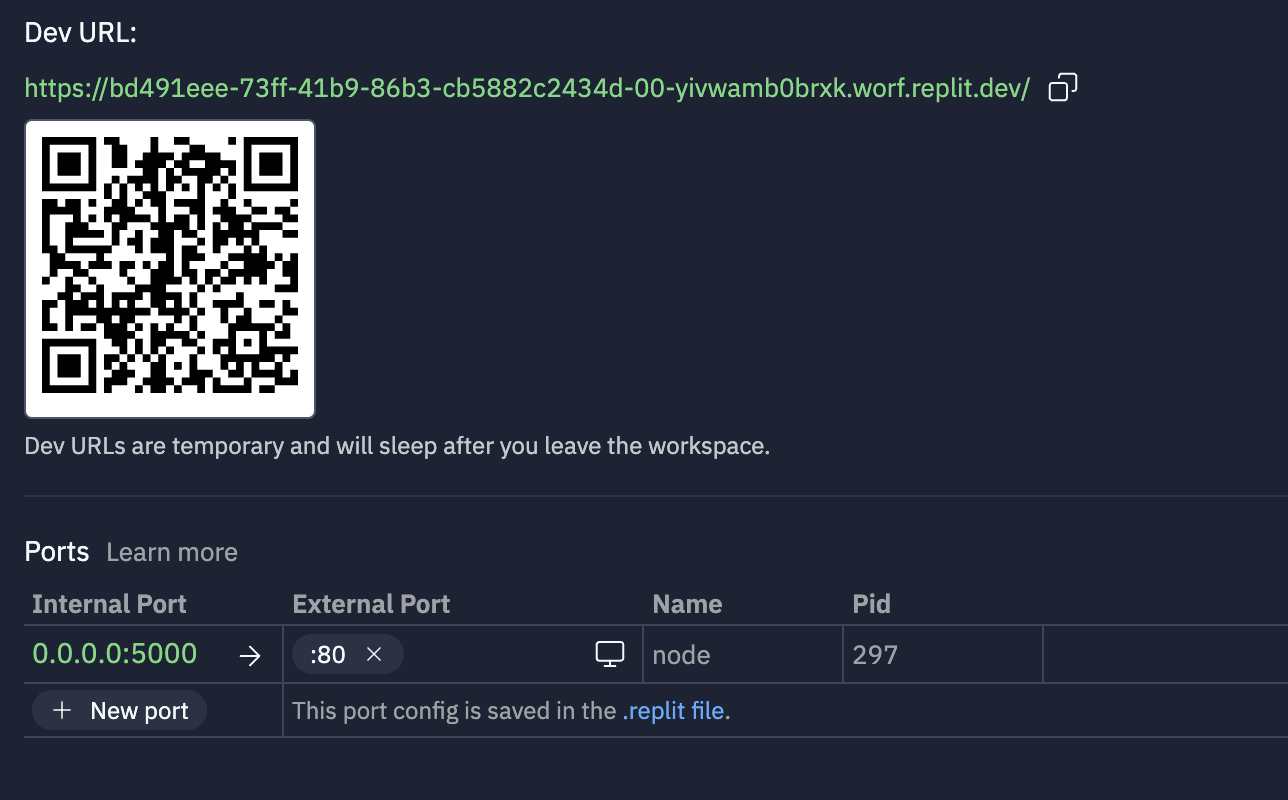 Dev URL:
https://bd491eee-73ff-41b9-86b3-cb5882c2434d-00-yivwamb0brxk.worf.replit.dev/
Dev URLs are temporary and will sleep after you leave the workspace.
Ports Learn more
Internal Port External Port Name Pid
0.0.0.0:5000 → :80 × node 297
+ New port This port config is saved in the .replit file.